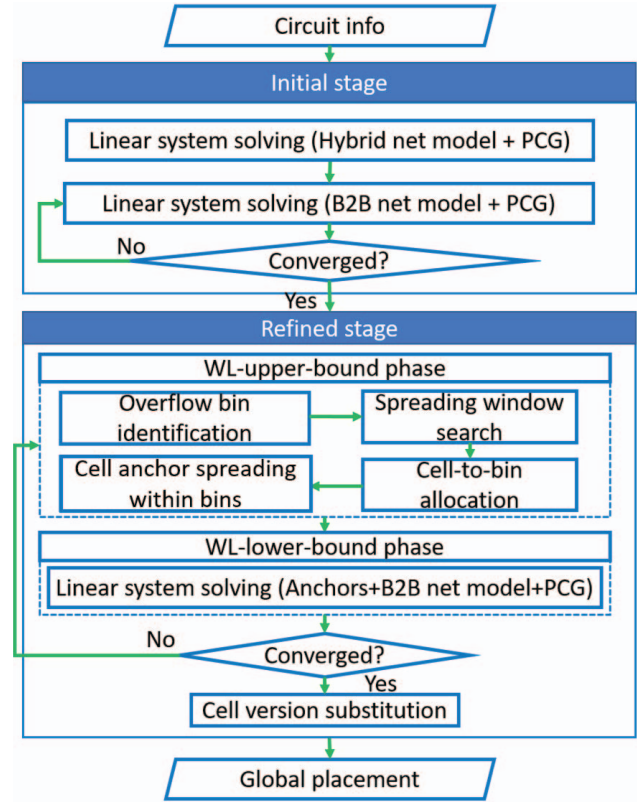 Circuit info
Initial stage
Linear system solving (Hybrid net model + PCG)
Linear system solving (B2B net model + PCG)
No
Converged?
Yes
Refined stage
WL-upper-bound phase
Overflow bin
identification
Spreading window
search
Cell anchor spreading
within bins
Cell-to-bin
allocation
WL-lower-bound phase
Linear system solving (Anchors+B2B net model+PCG)
No
Converged?
Yes
Cell version substitution
Global placement